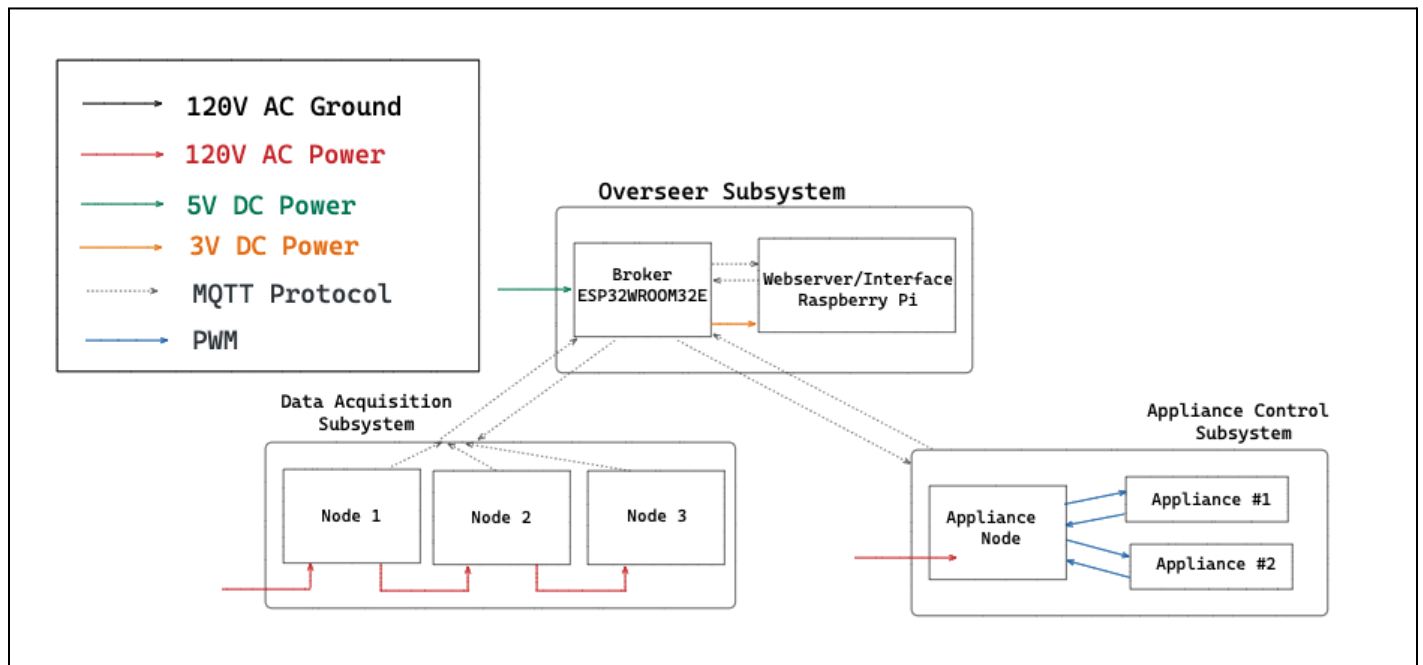 120V AC Ground
120V AC Power
5V DC Power
3V DC Power
MQTT Protocol
PWM
Overseer Subsystem
Broker
ESP32WROOM32E
Webserver/Interface
Raspberry Pi
Data Acquisition
Subsystem
Node 1
Node 2
Node 3
Appliance Control
Subsystem
Appliance
Node
Appliance #1
Appliance #2